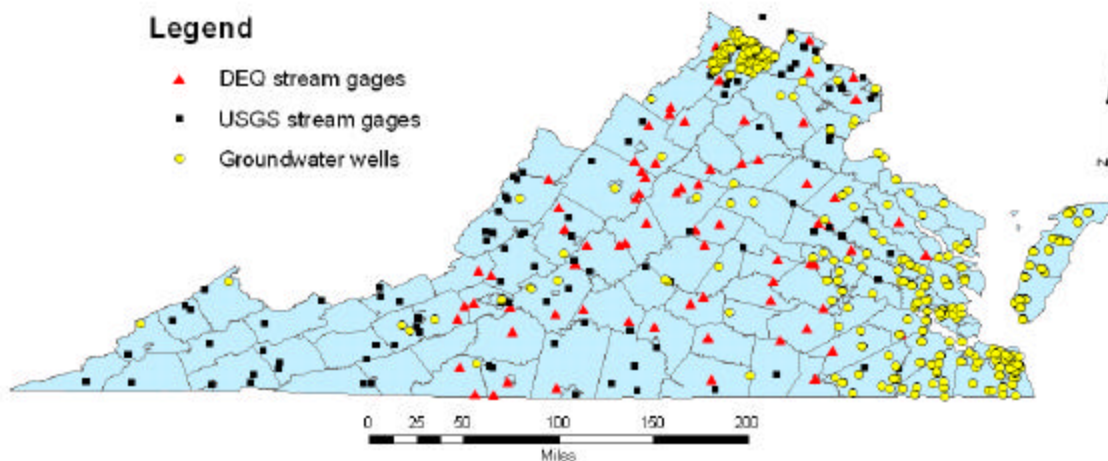 Legend
DEQ stream gages
USGS stream gages
Groundwater wells
N
0 25 50 100 150 200
Miles